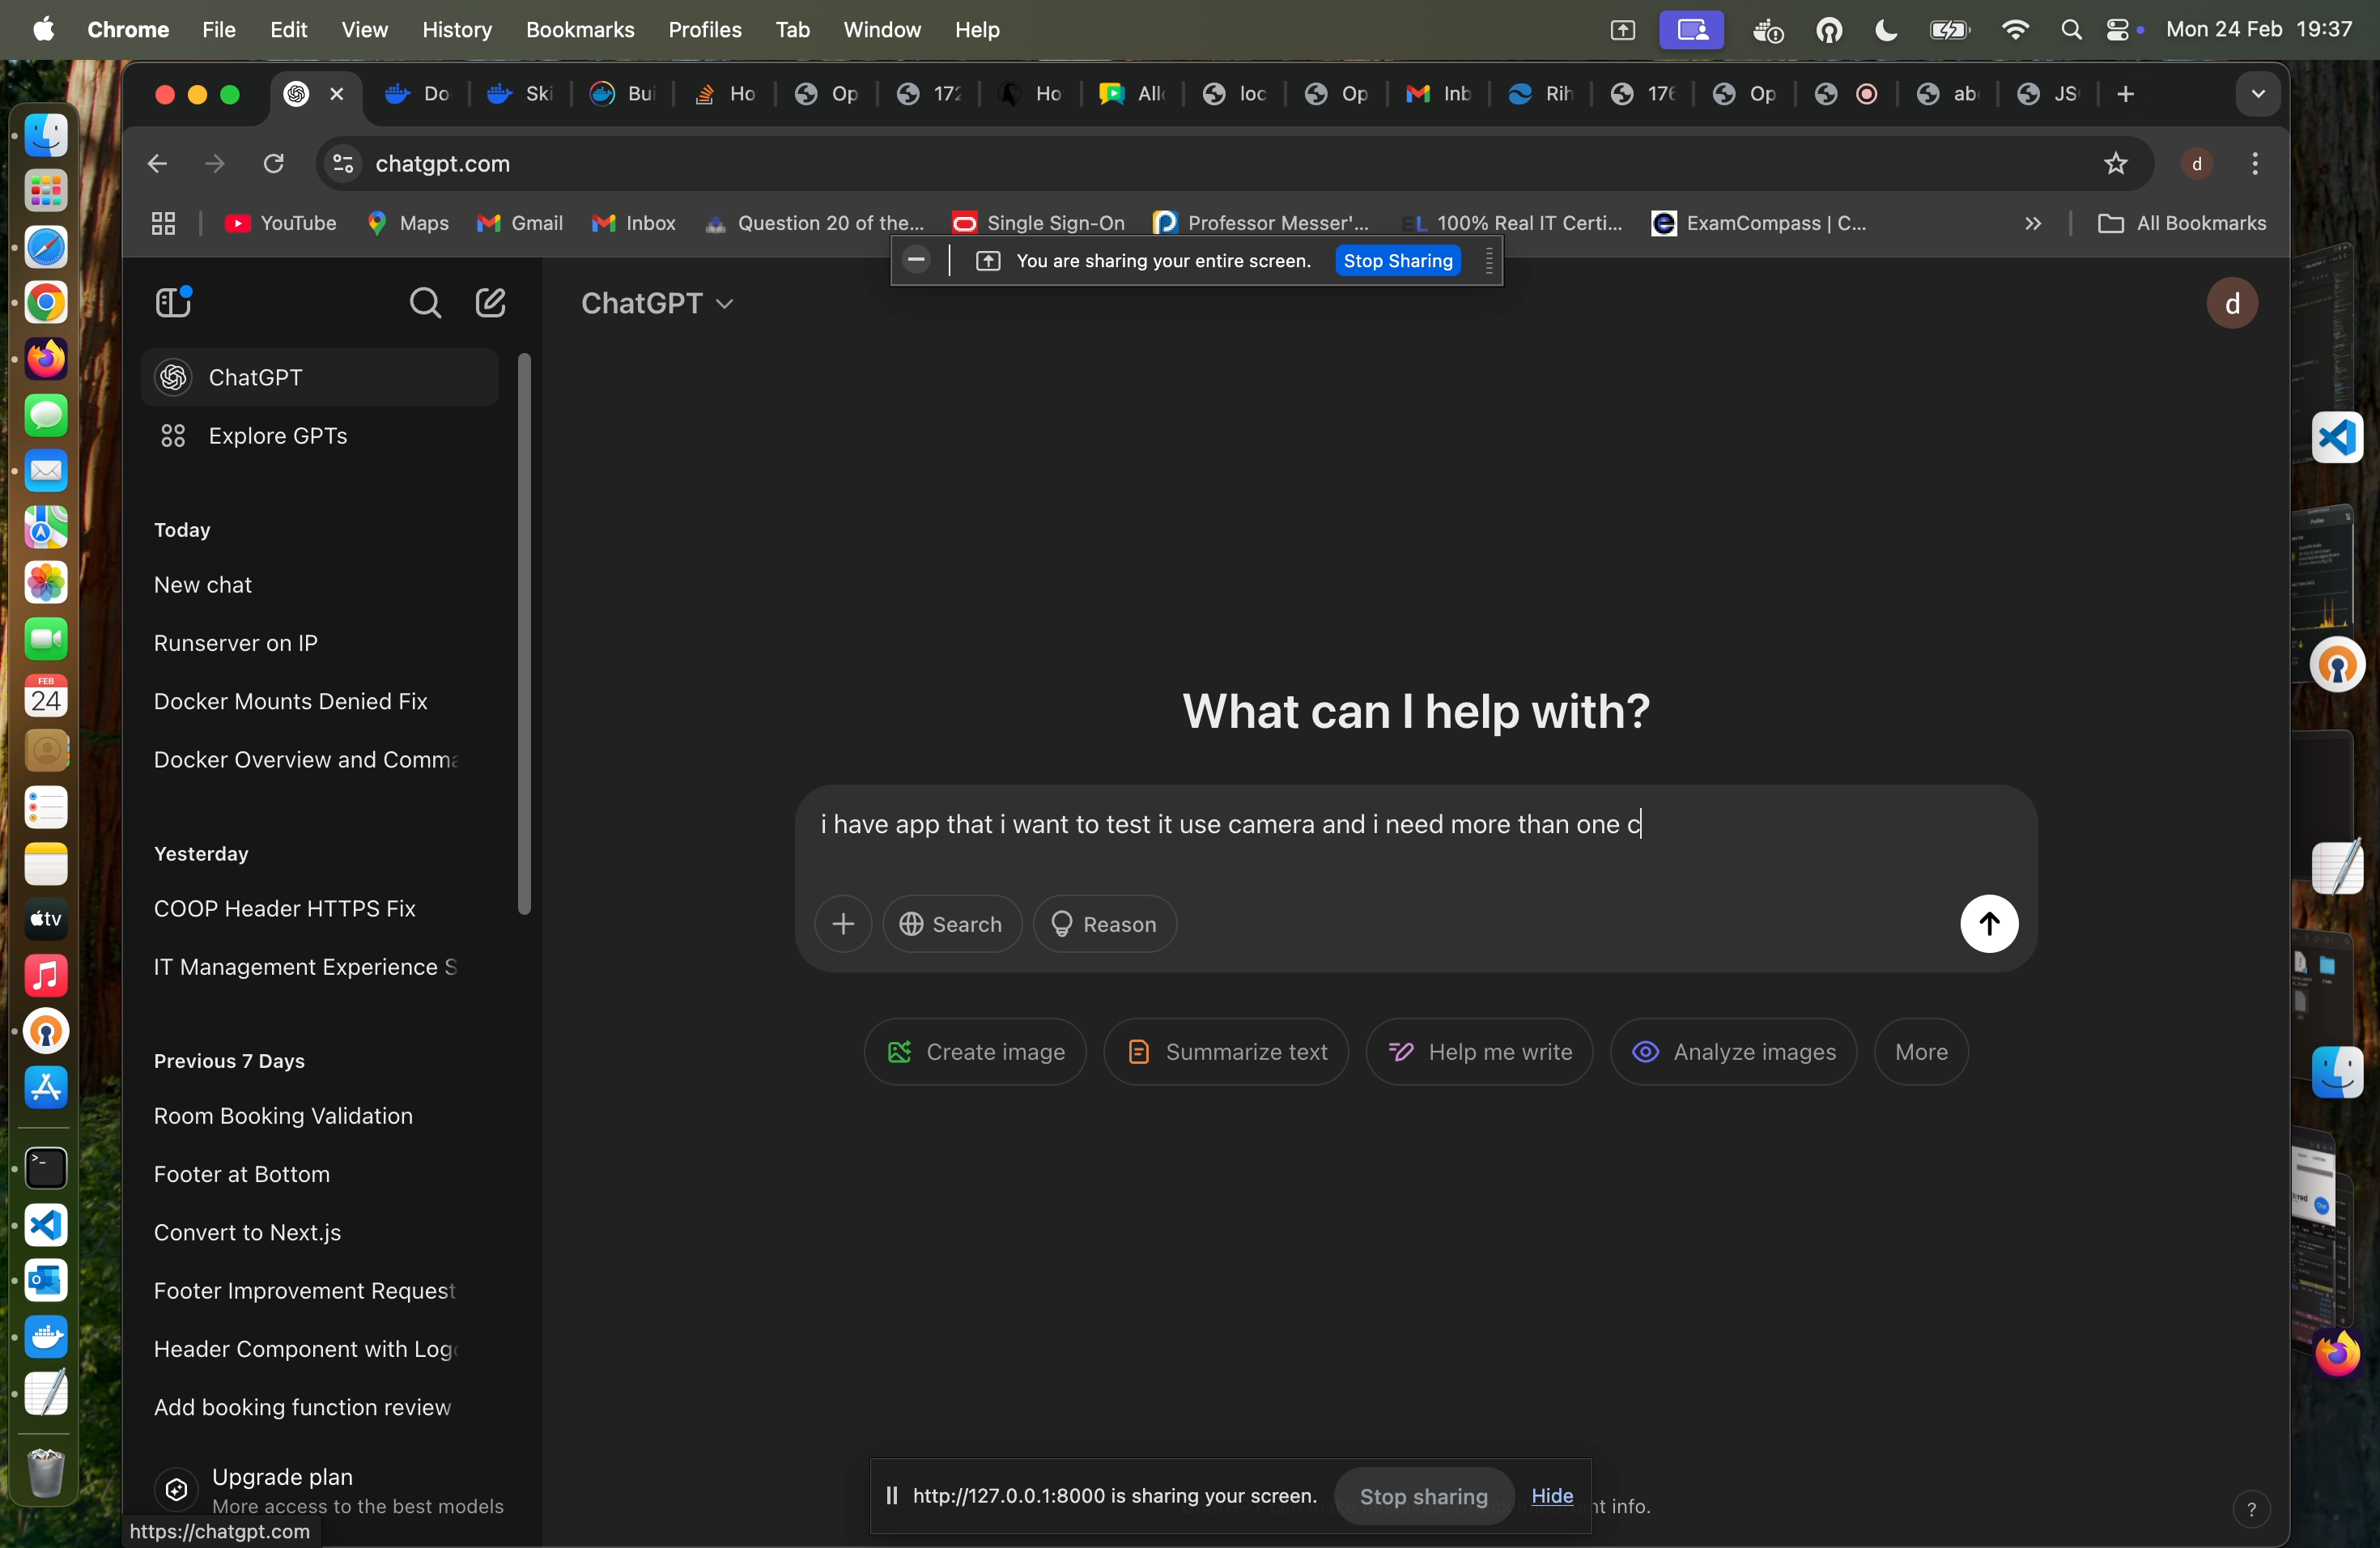 Chrome File Edit View History Bookmarks Profiles Tab Window Help Mon 24 Feb 19:37
Do Ski Bui Ho Op 172 Ho All loc Op Inb Rih 176 Op ab JS
chatgpt.com d
YouTube Maps Gmail Inbox Question 20 of the... Single Sign-On Professor Messer'... EL 100% Real IT Certi... ExamCompass | C... » All Bookmarks
You are sharing your entire screen. Stop Sharing
ChatGPT d
ChatGPT
Explore GPTs
Today
New chat
Runserver on IP
Docker Mounts Denied Fix
Docker Overview and Comma
Yesterday
COOP Header HTTPS Fix
IT Management Experience S
Previous 7 Days
Room Booking Validation
Footer at Bottom
Convert to Next.js
Footer Improvement Request
Header Component with Logo
Add booking function review
Upgrade plan
More access to the best models
https://chatgpt.com
What can I help with?
i have app that i want to test it use camera and i need more than one c
Search Reason
Create image Summarize text Help me write Analyze images More
http://127.0.0.1:8000 is sharing your screen. Stop sharing Hide nt info.
?
FEB
24
tv